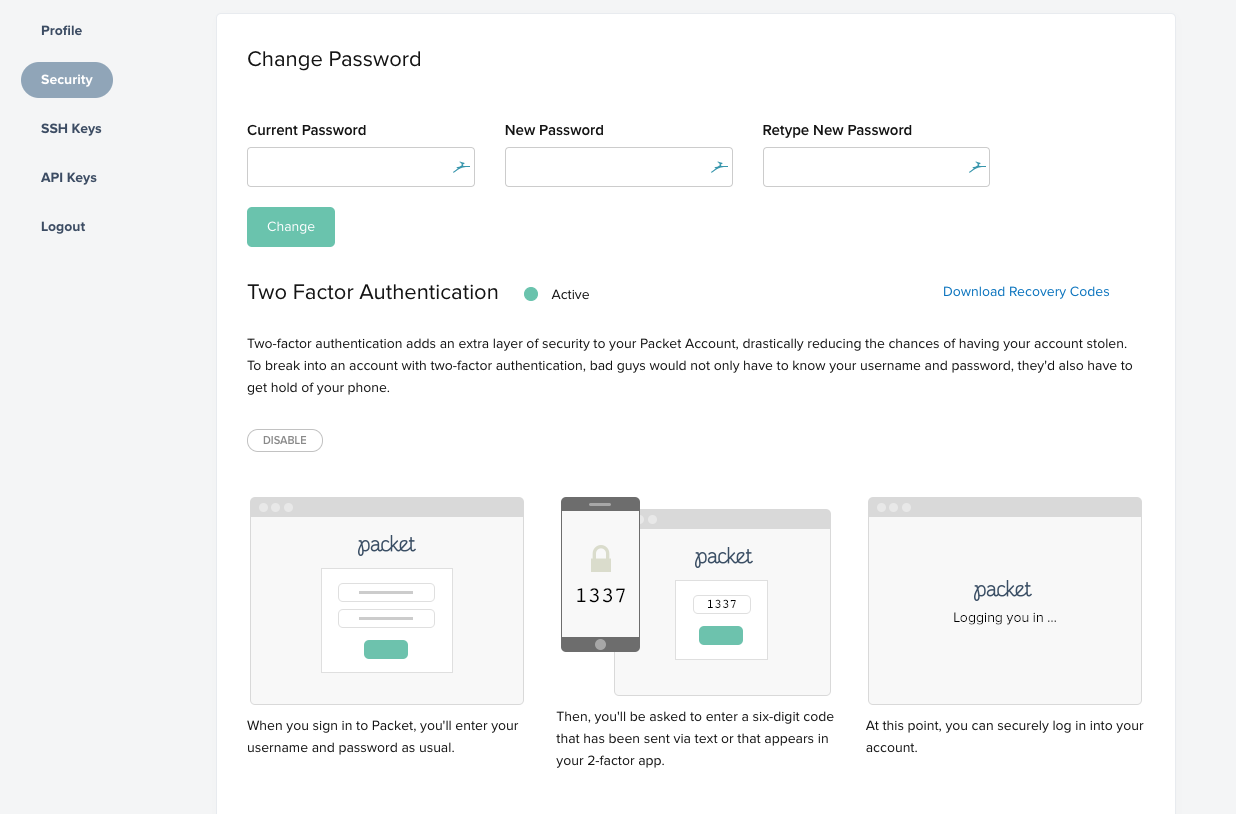 Profile
Security
SSH Keys
API Keys
Logout
Change Password
Current Password
New Password
Retype New Password
Change
Two Factor Authentication
Active
Download Recovery Codes
Two-factor authentication adds an extra layer of security to your Packet Account, drastically reducing the chances of having your account stolen.
To break into an account with two-factor authentication, bad guys would not only have to know your username and password, they'd also have to
get hold of your phone.
DISABLE
packet
When you sign in to Packet, you'll enter your
username and password as usual.
1337
packet
1337
Then, you'll be asked to enter a six-digit code
that has been sent via text or that appears in
your 2-factor app.
packet
Logging you in ...
At this point, you can securely log in into your
account.